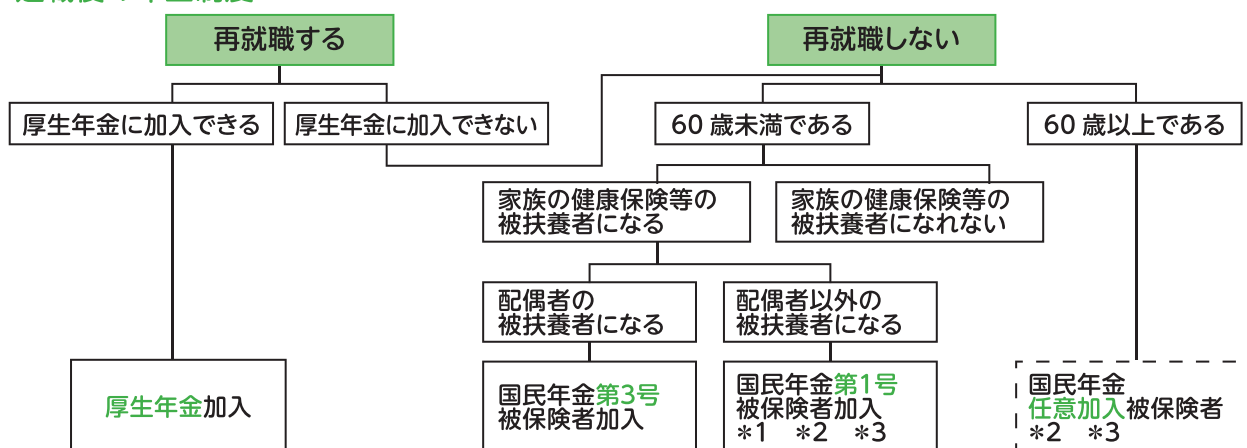 再就職する
再就職しない
厚生年金に加入できる
厚生年金に加入できない
60歳未満である
60歳以上である
家族の健康保険等の
被扶養者になる
家族の健康保険等の
被扶養者になれない
配偶者の
被扶養者になる
配偶者以外の
被扶養者になる
厚生年金加入
国民年金第3号
被保険者加入
国民年金第1号
被保険者加入
*1 *2 *3
国民年金
任意加入被保険者
*2 *3